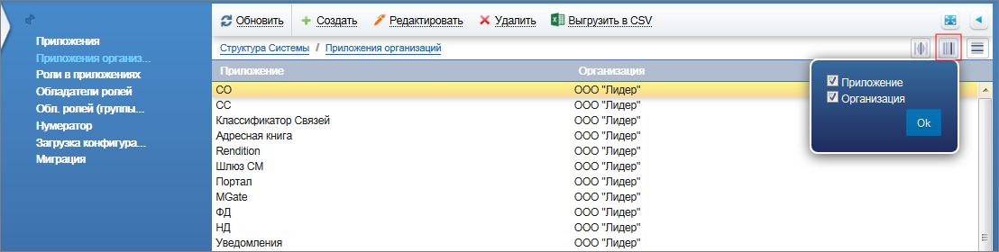 Обновить Создать Редактировать Удалить Выгрузить в CSV
Приложения
Приложения организ...
Роли в приложениях
Обладатели ролей
Обл. ролей (группы...
Нумератор
Загрузка конфигура...
Миграция
Структура Системы / Приложения организаций
Приложение Организация
СО ООО "Лидер"
СС ООО "Лидер"
Классификатор Связей ООО "Лидер"
Адресная книга ООО "Лидер"
Rendition ООО "Лидер"
Шлюз СМ ООО "Лидер"
Портал ООО "Лидер"
MGate ООО "Лидер"
ФД ООО "Лидер"
НД ООО "Лидер"
Уведомления ООО "Лидер"
Приложение
Организация
Ok